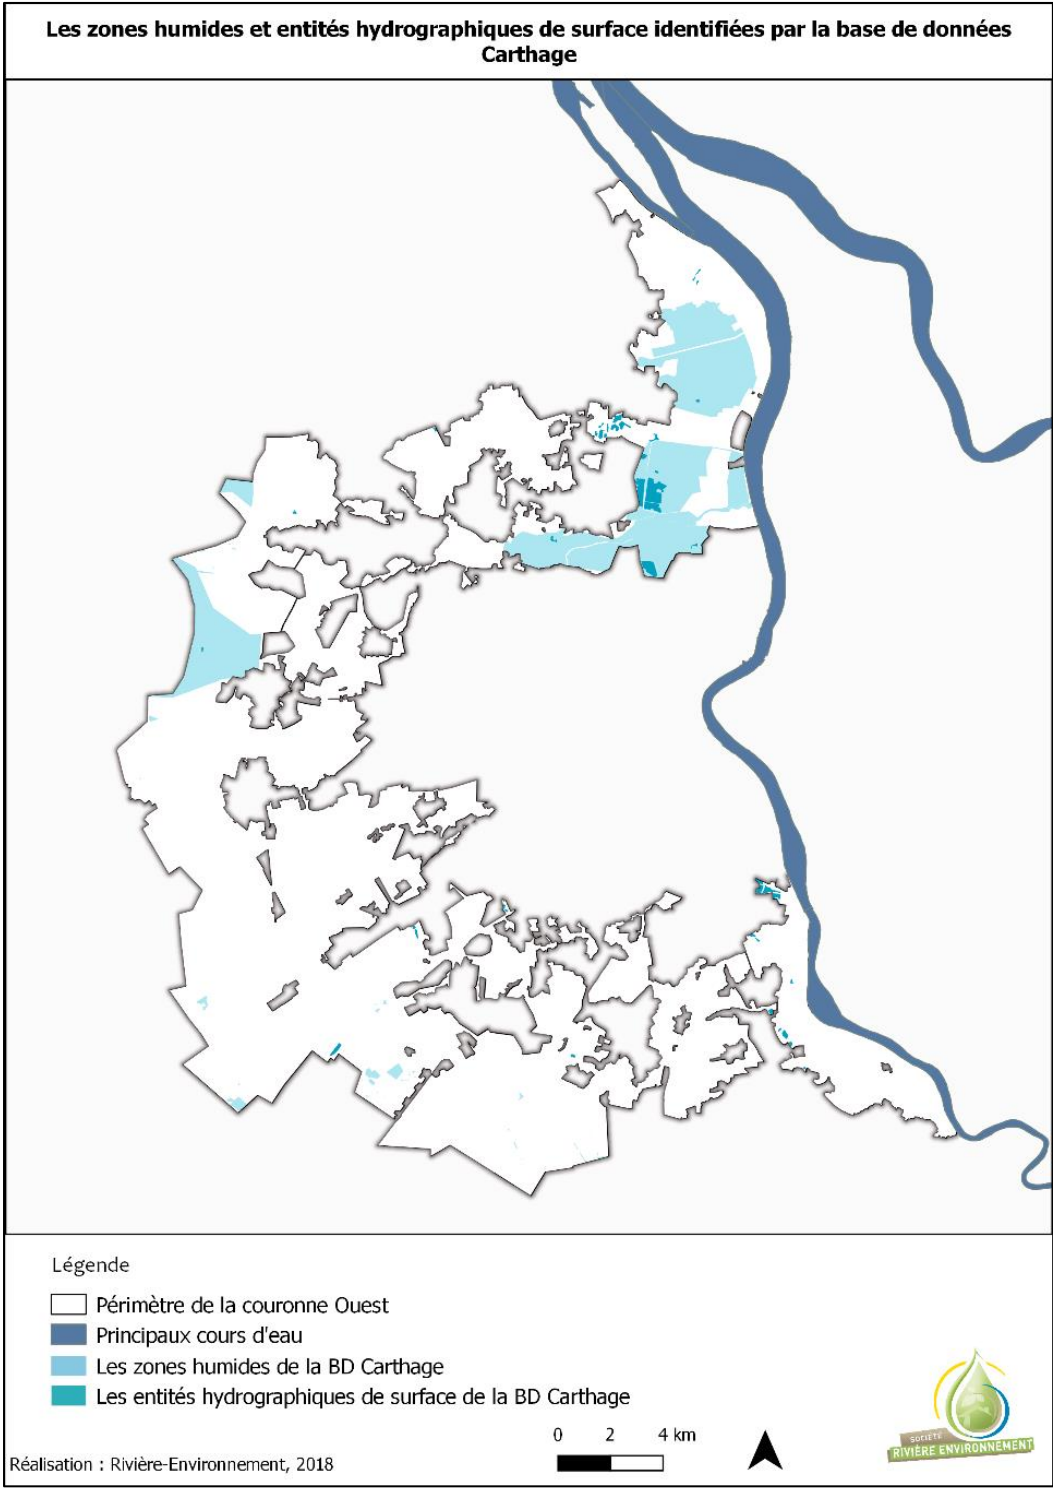 Les zones humides et entités hydrographiques de surface identifiées par la base de données
Carthage
Légende
Périmètre de la couronne Ouest
Principaux cours d'eau
Les zones humides de la BD Carthage
Les entités hydrographiques de surface de la BD Carthage
0 2 4 km
Réalisation : Rivière-Environnement, 2018
SOCIÉTÉ
RIVIÈRE ENVIRONNEMENT